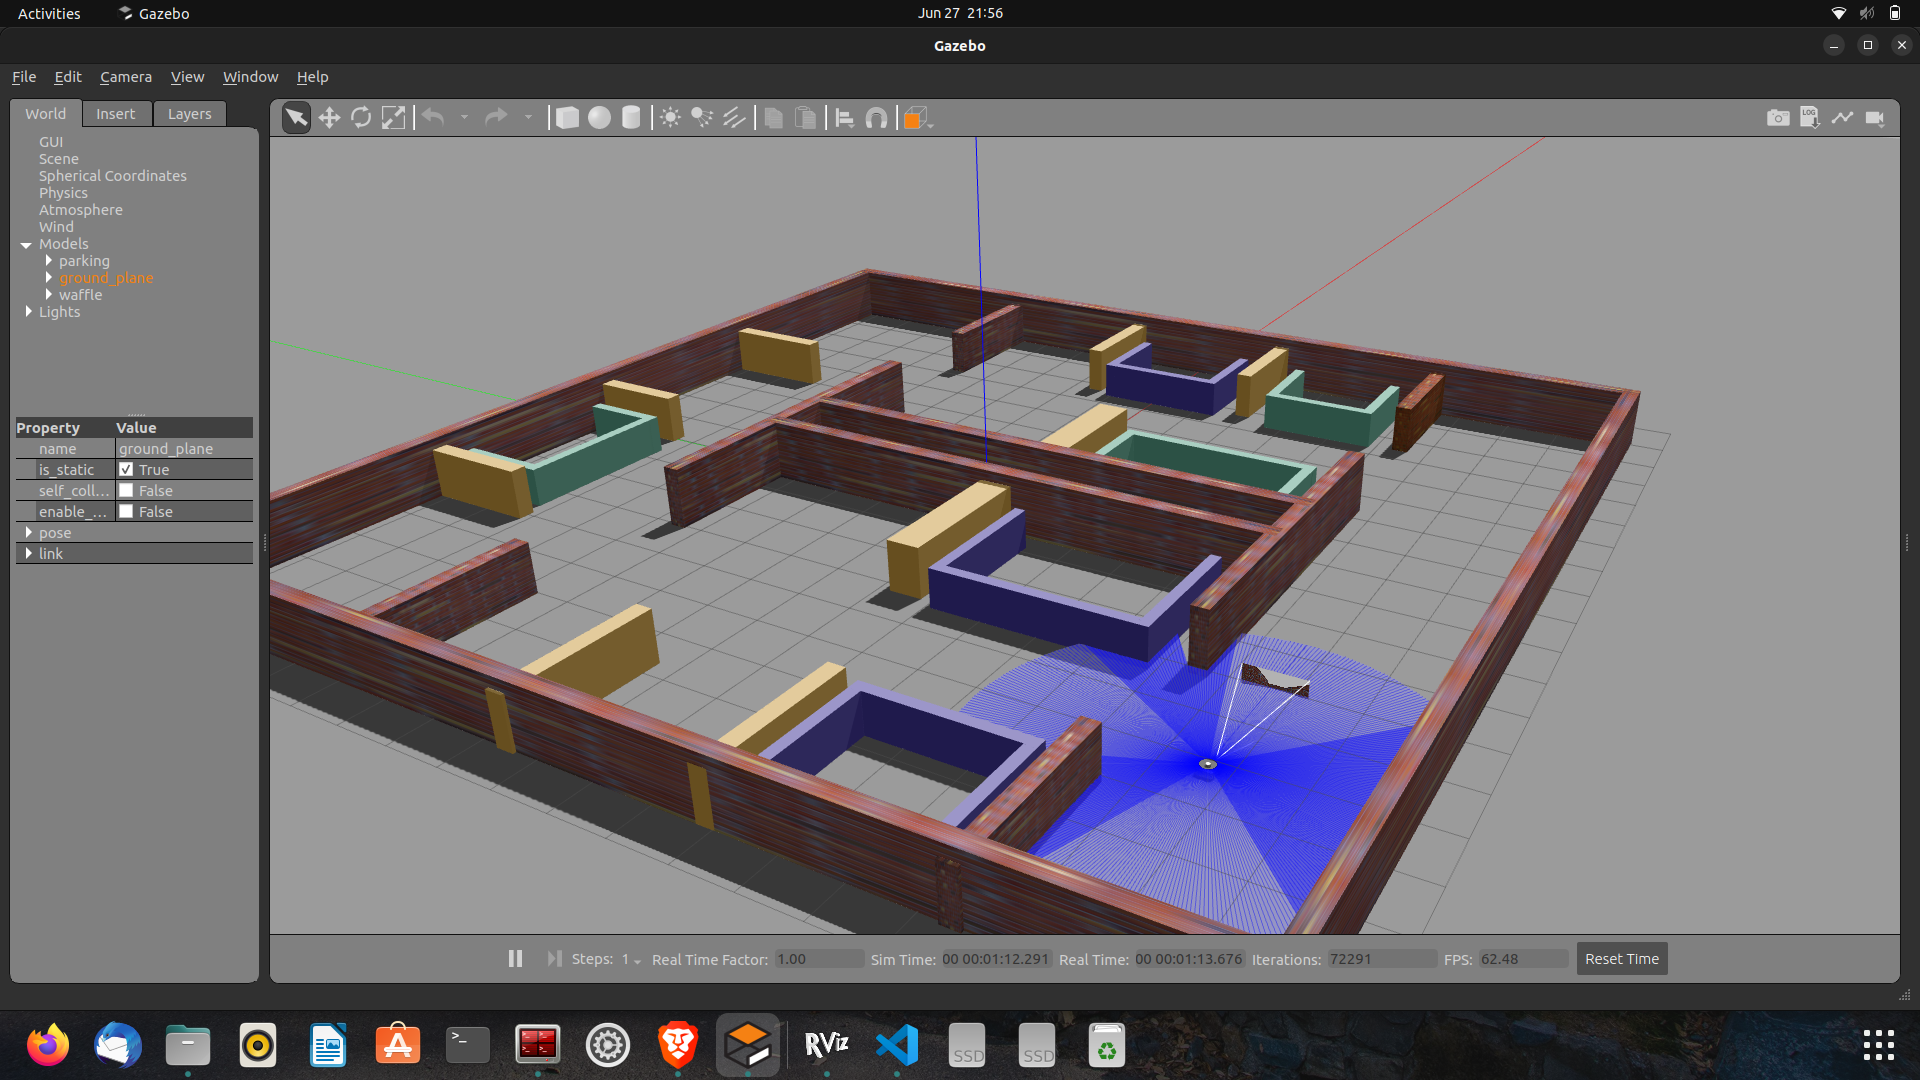 Activities
Gazebo
Jun 27 21:56
Gazebo
File Edit Camera View Window Help
World Insert Layers
GUI
Scene
Spherical Coordinates
Physics
Atmosphere
Wind
Models
parking
ground_plane
waffle
Lights
LOG
Property Value
name ground_plane
is_static True
self_coll... False
enable_... False
pose
link
Steps: 1 Real Time Factor: 1.00 Sim Time: 00 00:01:12.291 Real Time: 00 00:01:13.676 Iterations: 72291 FPS: 62.48 Reset Time
>_
RViz
SSD
SSD